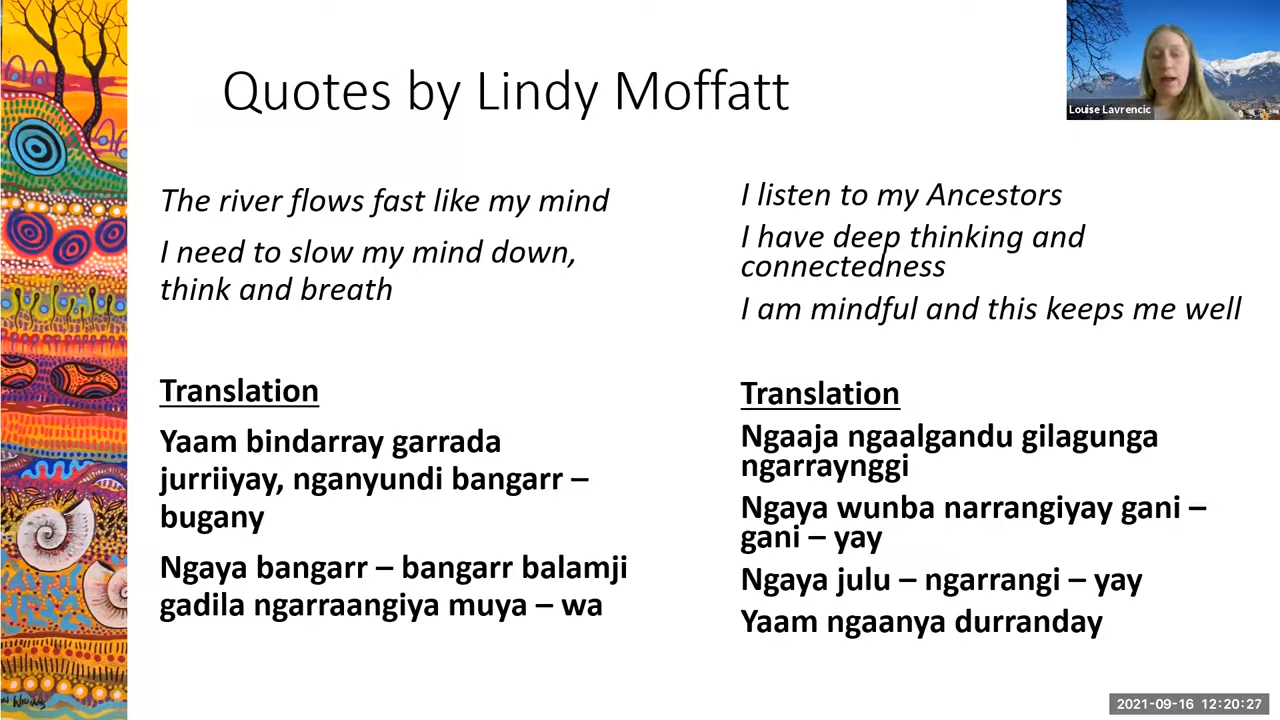 Quotes by Lindy Moffatt
Louise Lavrencic
The river flows fast like my mind
I need to slow my mind down,
think and breath
Translation
Yaam bindarray garrada
jurriiyay, nganyundi bangarr –
bugany
Ngaya bangarr – bangarr balamji
gadila ngarraangiya muya – wa
I listen to my Ancestors
I have deep thinking and
connectedness
I am mindful and this keeps me well
Translation
Ngaaja ngaalgandu gilagunga
ngarraynggi
Ngaya wunba narrangiyay gani –
gani – yay
Ngaya julu – ngarrangi – yay
Yaam ngaanya durranday
2021-09-16 12:20:27